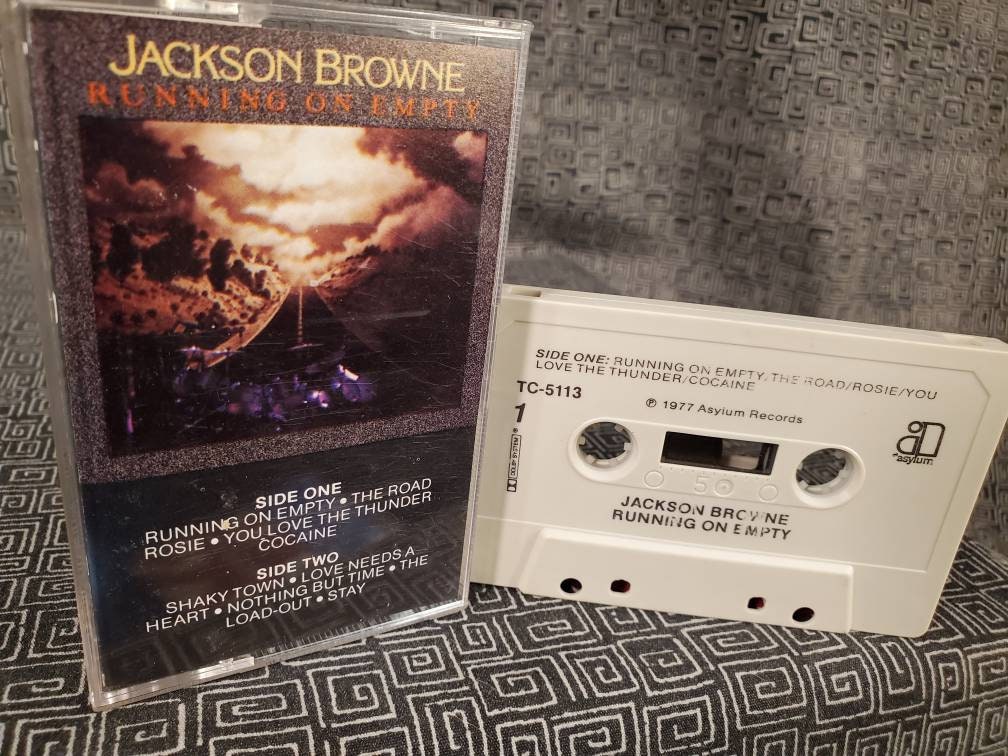 JACKSON BROWNE
RUNNING ON EMPTY
SIDE ONE
RUNNING ON EMPTY • THE ROAD
ROSIE • YOU LOVE THE THUNDER
COCAINE
SIDE TWO
SHAKY TOWN • LOVE NEEDS A
HEART • NOTHING BUT TIME • THE
LOAD-OUT • STAY
SIDE ONE: RUNNING ON EMPTY/THE ROAD/ROSIE/YOU
LOVE THE THUNDER/COCAINE
TC-5113
℗ 1977 Asylum Records
1
DOLBY SYSTEM
asylum
50
JACKSON BROWNE
RUNNING ON EMPTY